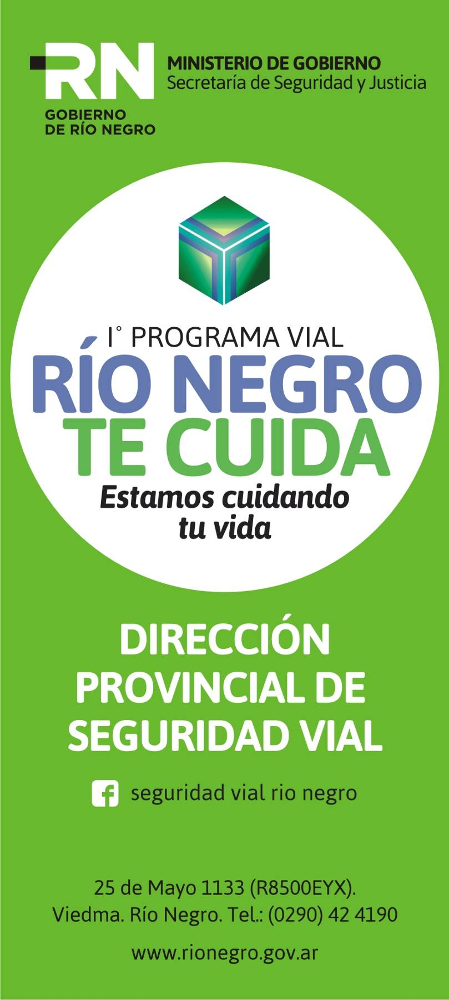 RN
GOBIERNO
DE RÍO NEGRO
MINISTERIO DE GOBIERNO
Secretaría de Seguridad y Justicia
I° PROGRAMA VIAL
RÍO NEGRO
TE CUIDA
Estamos cuidando
tu vida
DIRECCIÓN
PROVINCIAL DE
SEGURIDAD VIAL
f seguridad vial rio negro
25 de Mayo 1133 (R8500EYX).
Viedma. Río Negro. Tel.: (0290) 42 4190
www.rionegro.gov.ar